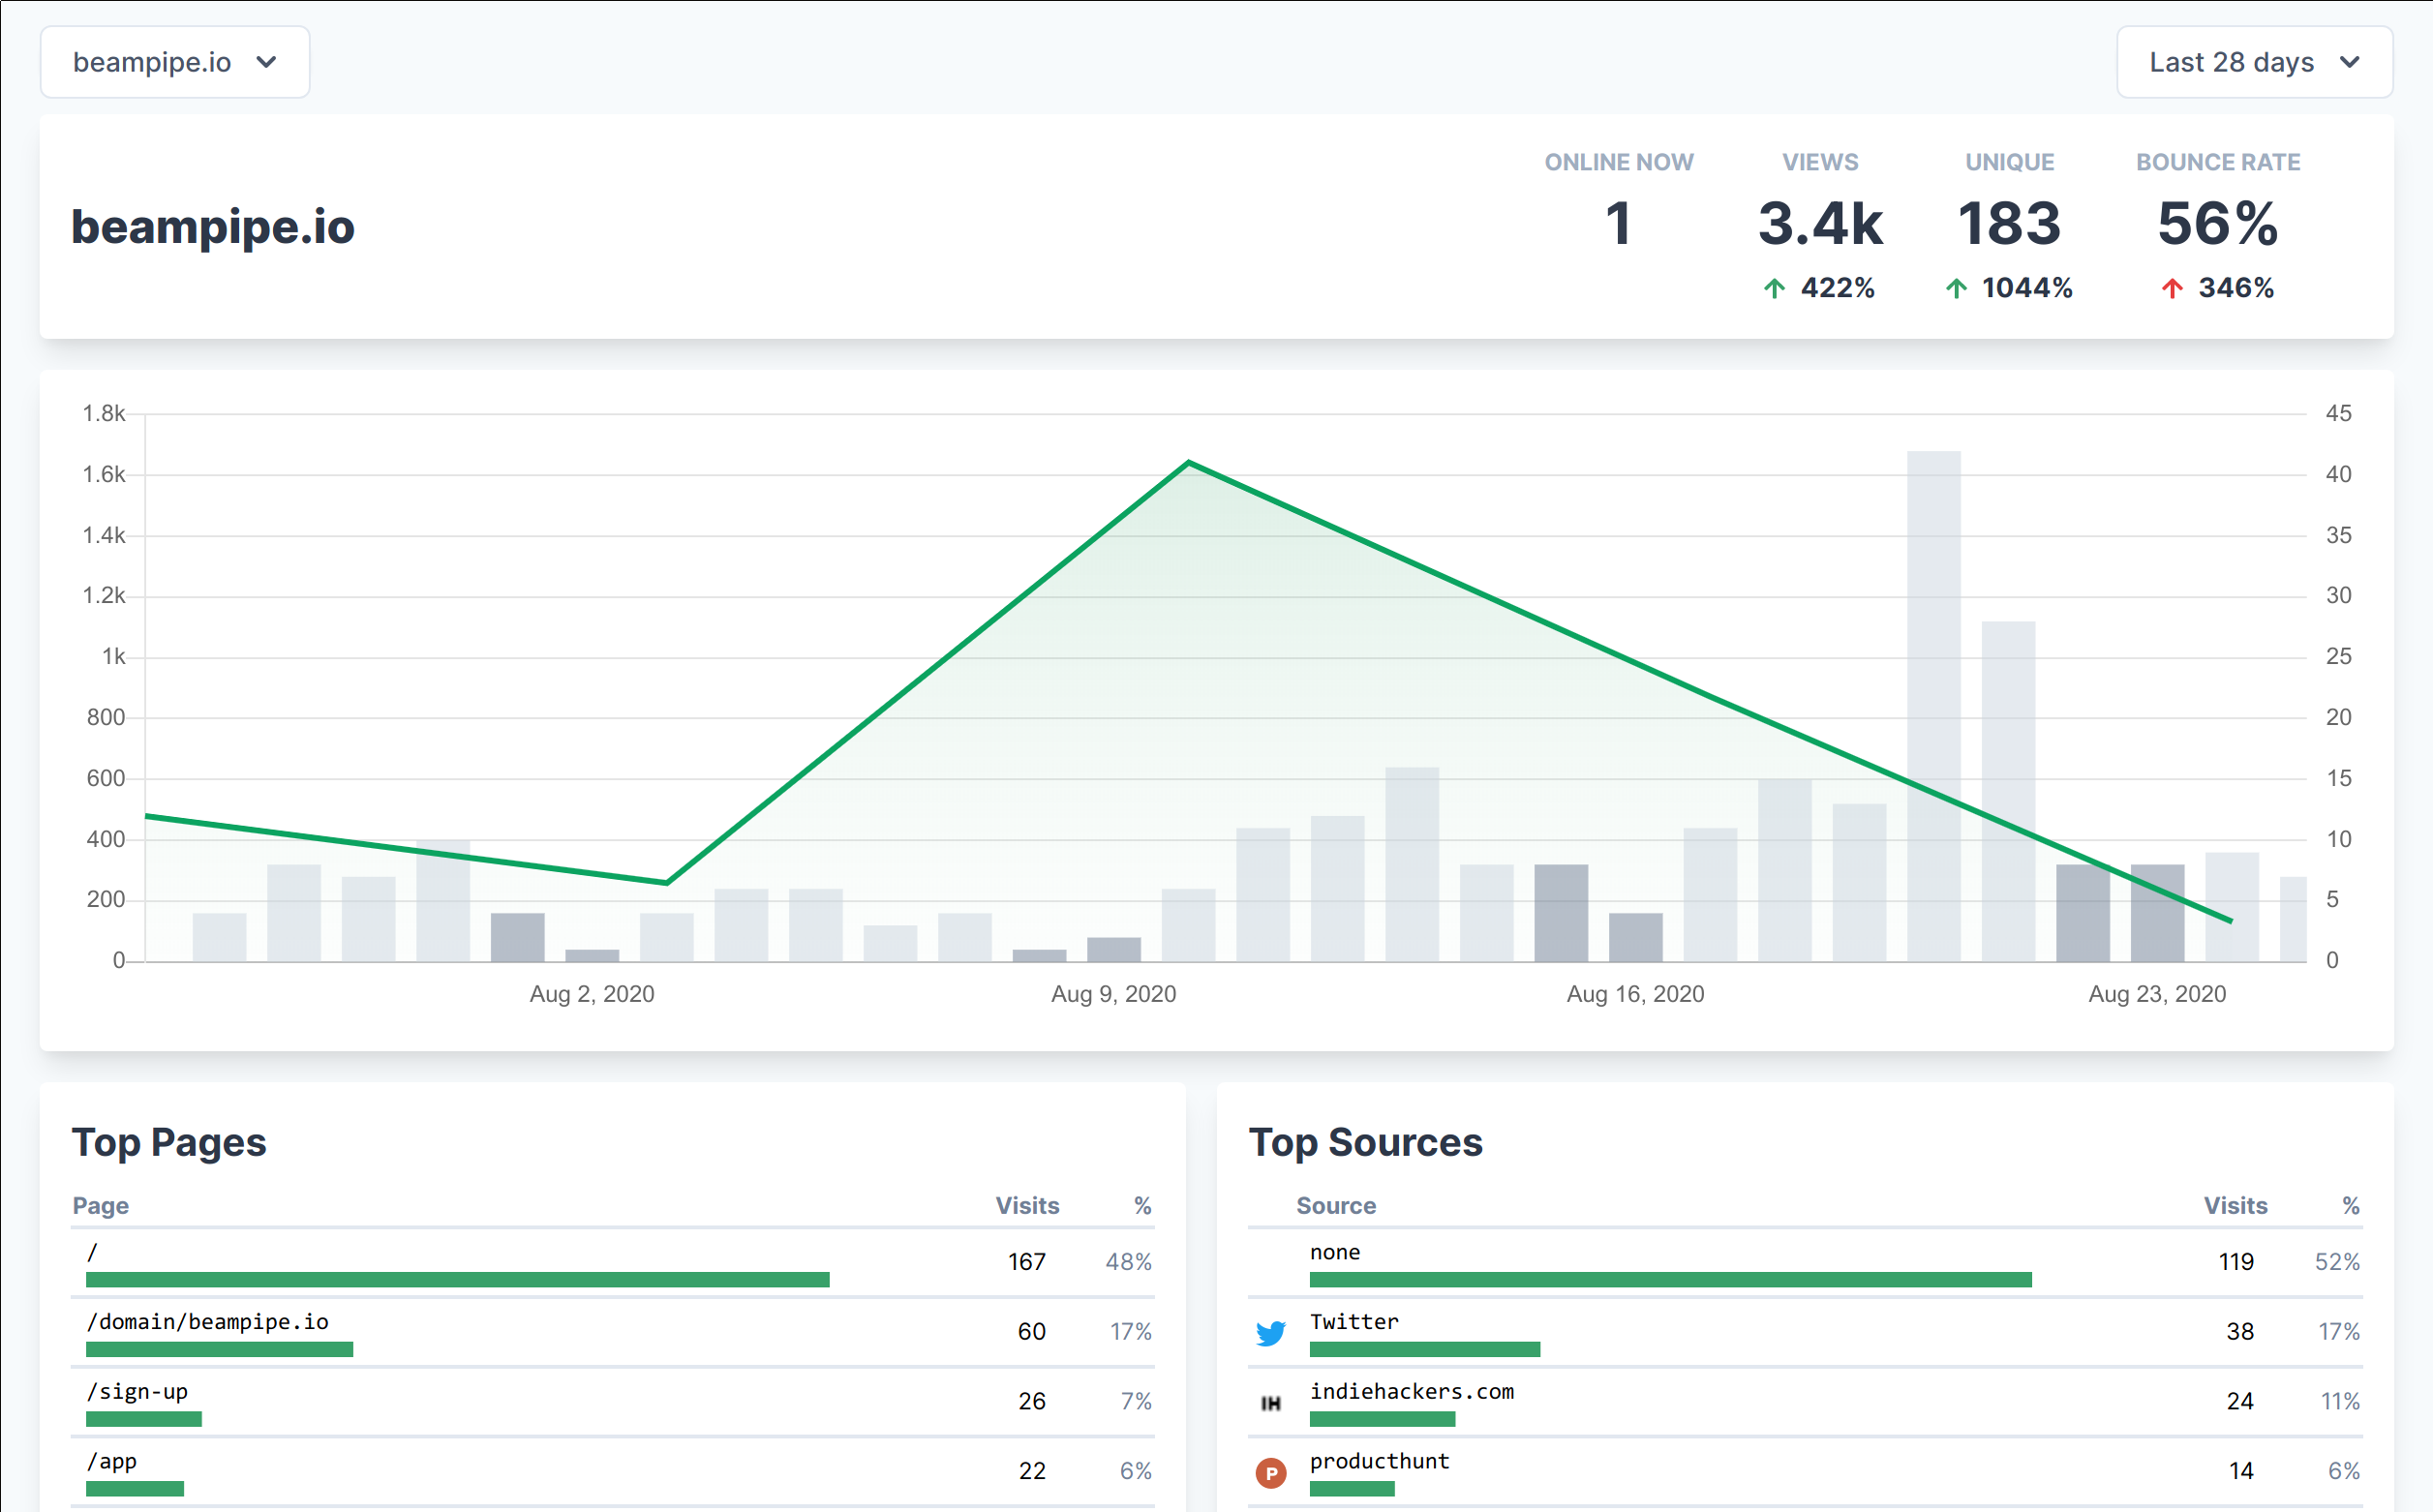 beampipe.io
Last 28 days
beampipe.io
ONLINE NOW
1
VIEWS
3.4k
422%
UNIQUE
183
1044%
BOUNCE RATE
56%
346%
1.8k
1.6k
1.4k
1.2k
1k
800
600
400
200
0
45
40
35
30
25
20
15
10
5
0
Aug 2, 2020
Aug 9, 2020
Aug 16, 2020
Aug 23, 2020
Top Pages
Page Visits %
/ 167 48%
/domain/beampipe.io 60 17%
/sign-up 26 7%
/app 22 6%
Top Sources
Source Visits %
none 119 52%
Twitter 38 17%
IH indiehackers.com 24 11%
P producthunt 14 6%